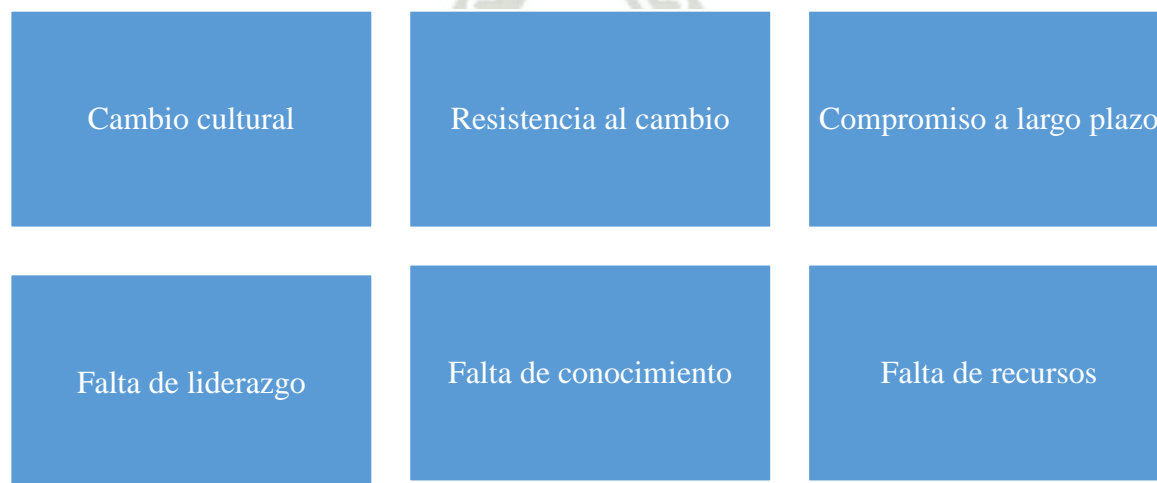 Cambio cultural
Resistencia al cambio
Compromiso a largo plazo
Falta de liderazgo
Falta de conocimiento
Falta de recursos